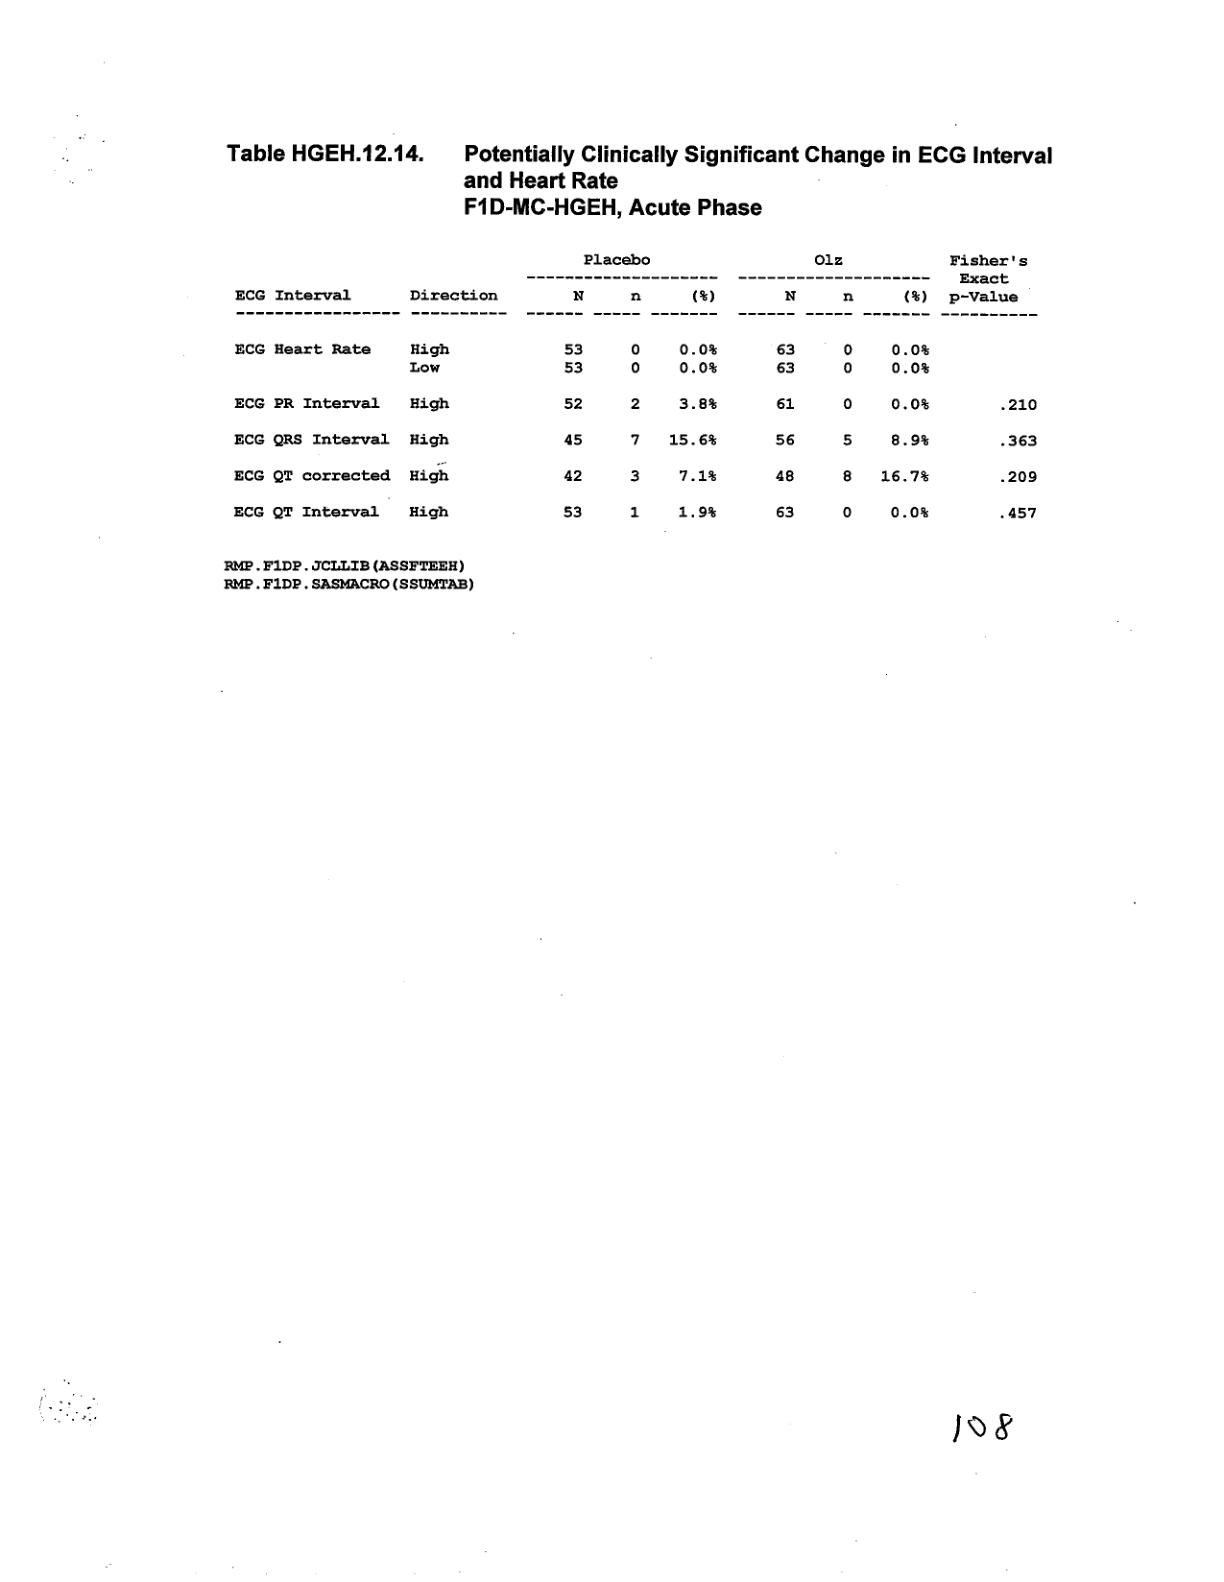 Table HGEH.12.14. Potentially Clinically Significant Change in ECG Interval
and Heart Rate
F1D-MC-HGEH, Acute Phase
Placebo Olz Fisher's
-------------------- -------------------- Exact
ECG Interval Direction N n (%) N n (%) p-Value
----------------- ---------- ------ ----- ------- ------ ----- ------- ----------
ECG Heart Rate High 53 0 0.0% 63 0 0.0%
Low 53 0 0.0% 63 0 0.0%
ECG PR Interval High 52 2 3.8% 61 0 0.0% .210
ECG QRS Interval High 45 7 15.6% 56 5 8.9% .363
ECG QT corrected High 42 3 7.1% 48 8 16.7% .209
ECG QT Interval High 53 1 1.9% 63 0 0.0% .457
RMP.F1DP.JCLLIB(ASSFTEEH)
RMP.F1DP.SASMACRO(SSUMTAB)
108